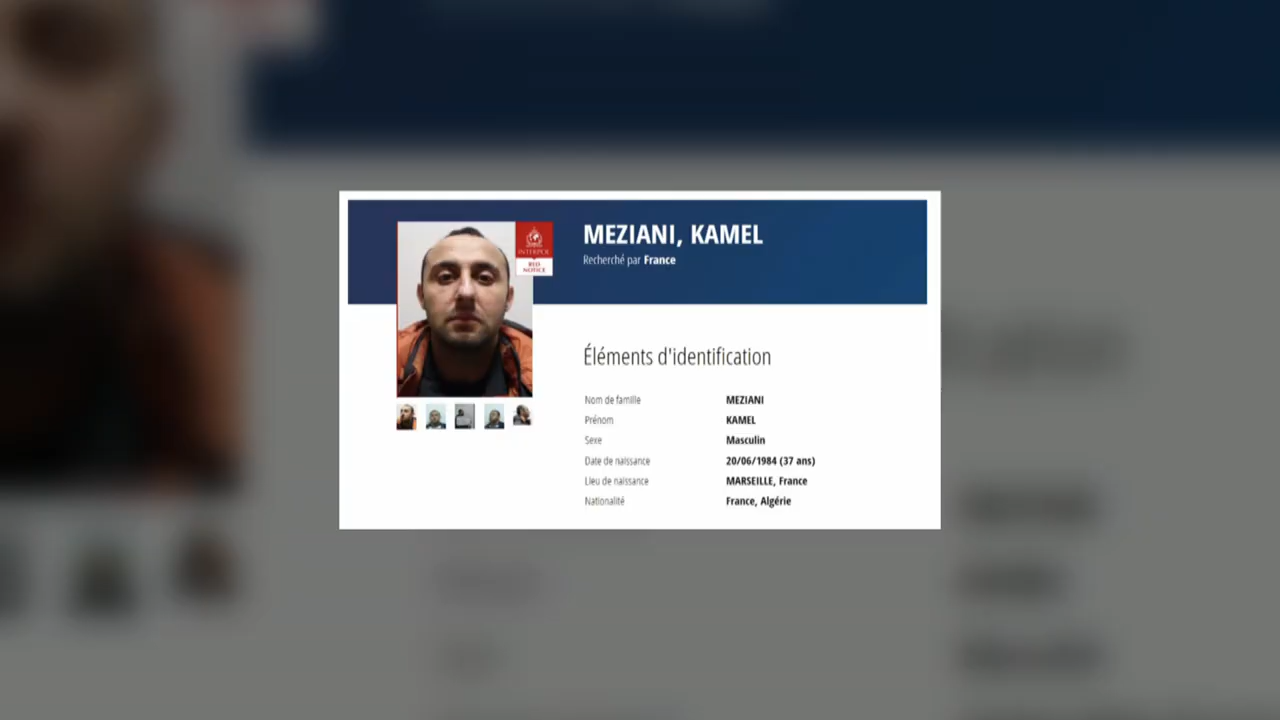 INTERPOL
RED
NOTICE
MEZIANI, KAMEL
Recherché par France
Éléments d'identification
Nom de famille MEZIANI
Prénom KAMEL
Sexe Masculin
Date de naissance 20/06/1984 (37 ans)
Lieu de naissance MARSEILLE, France
Nationalité France, Algérie